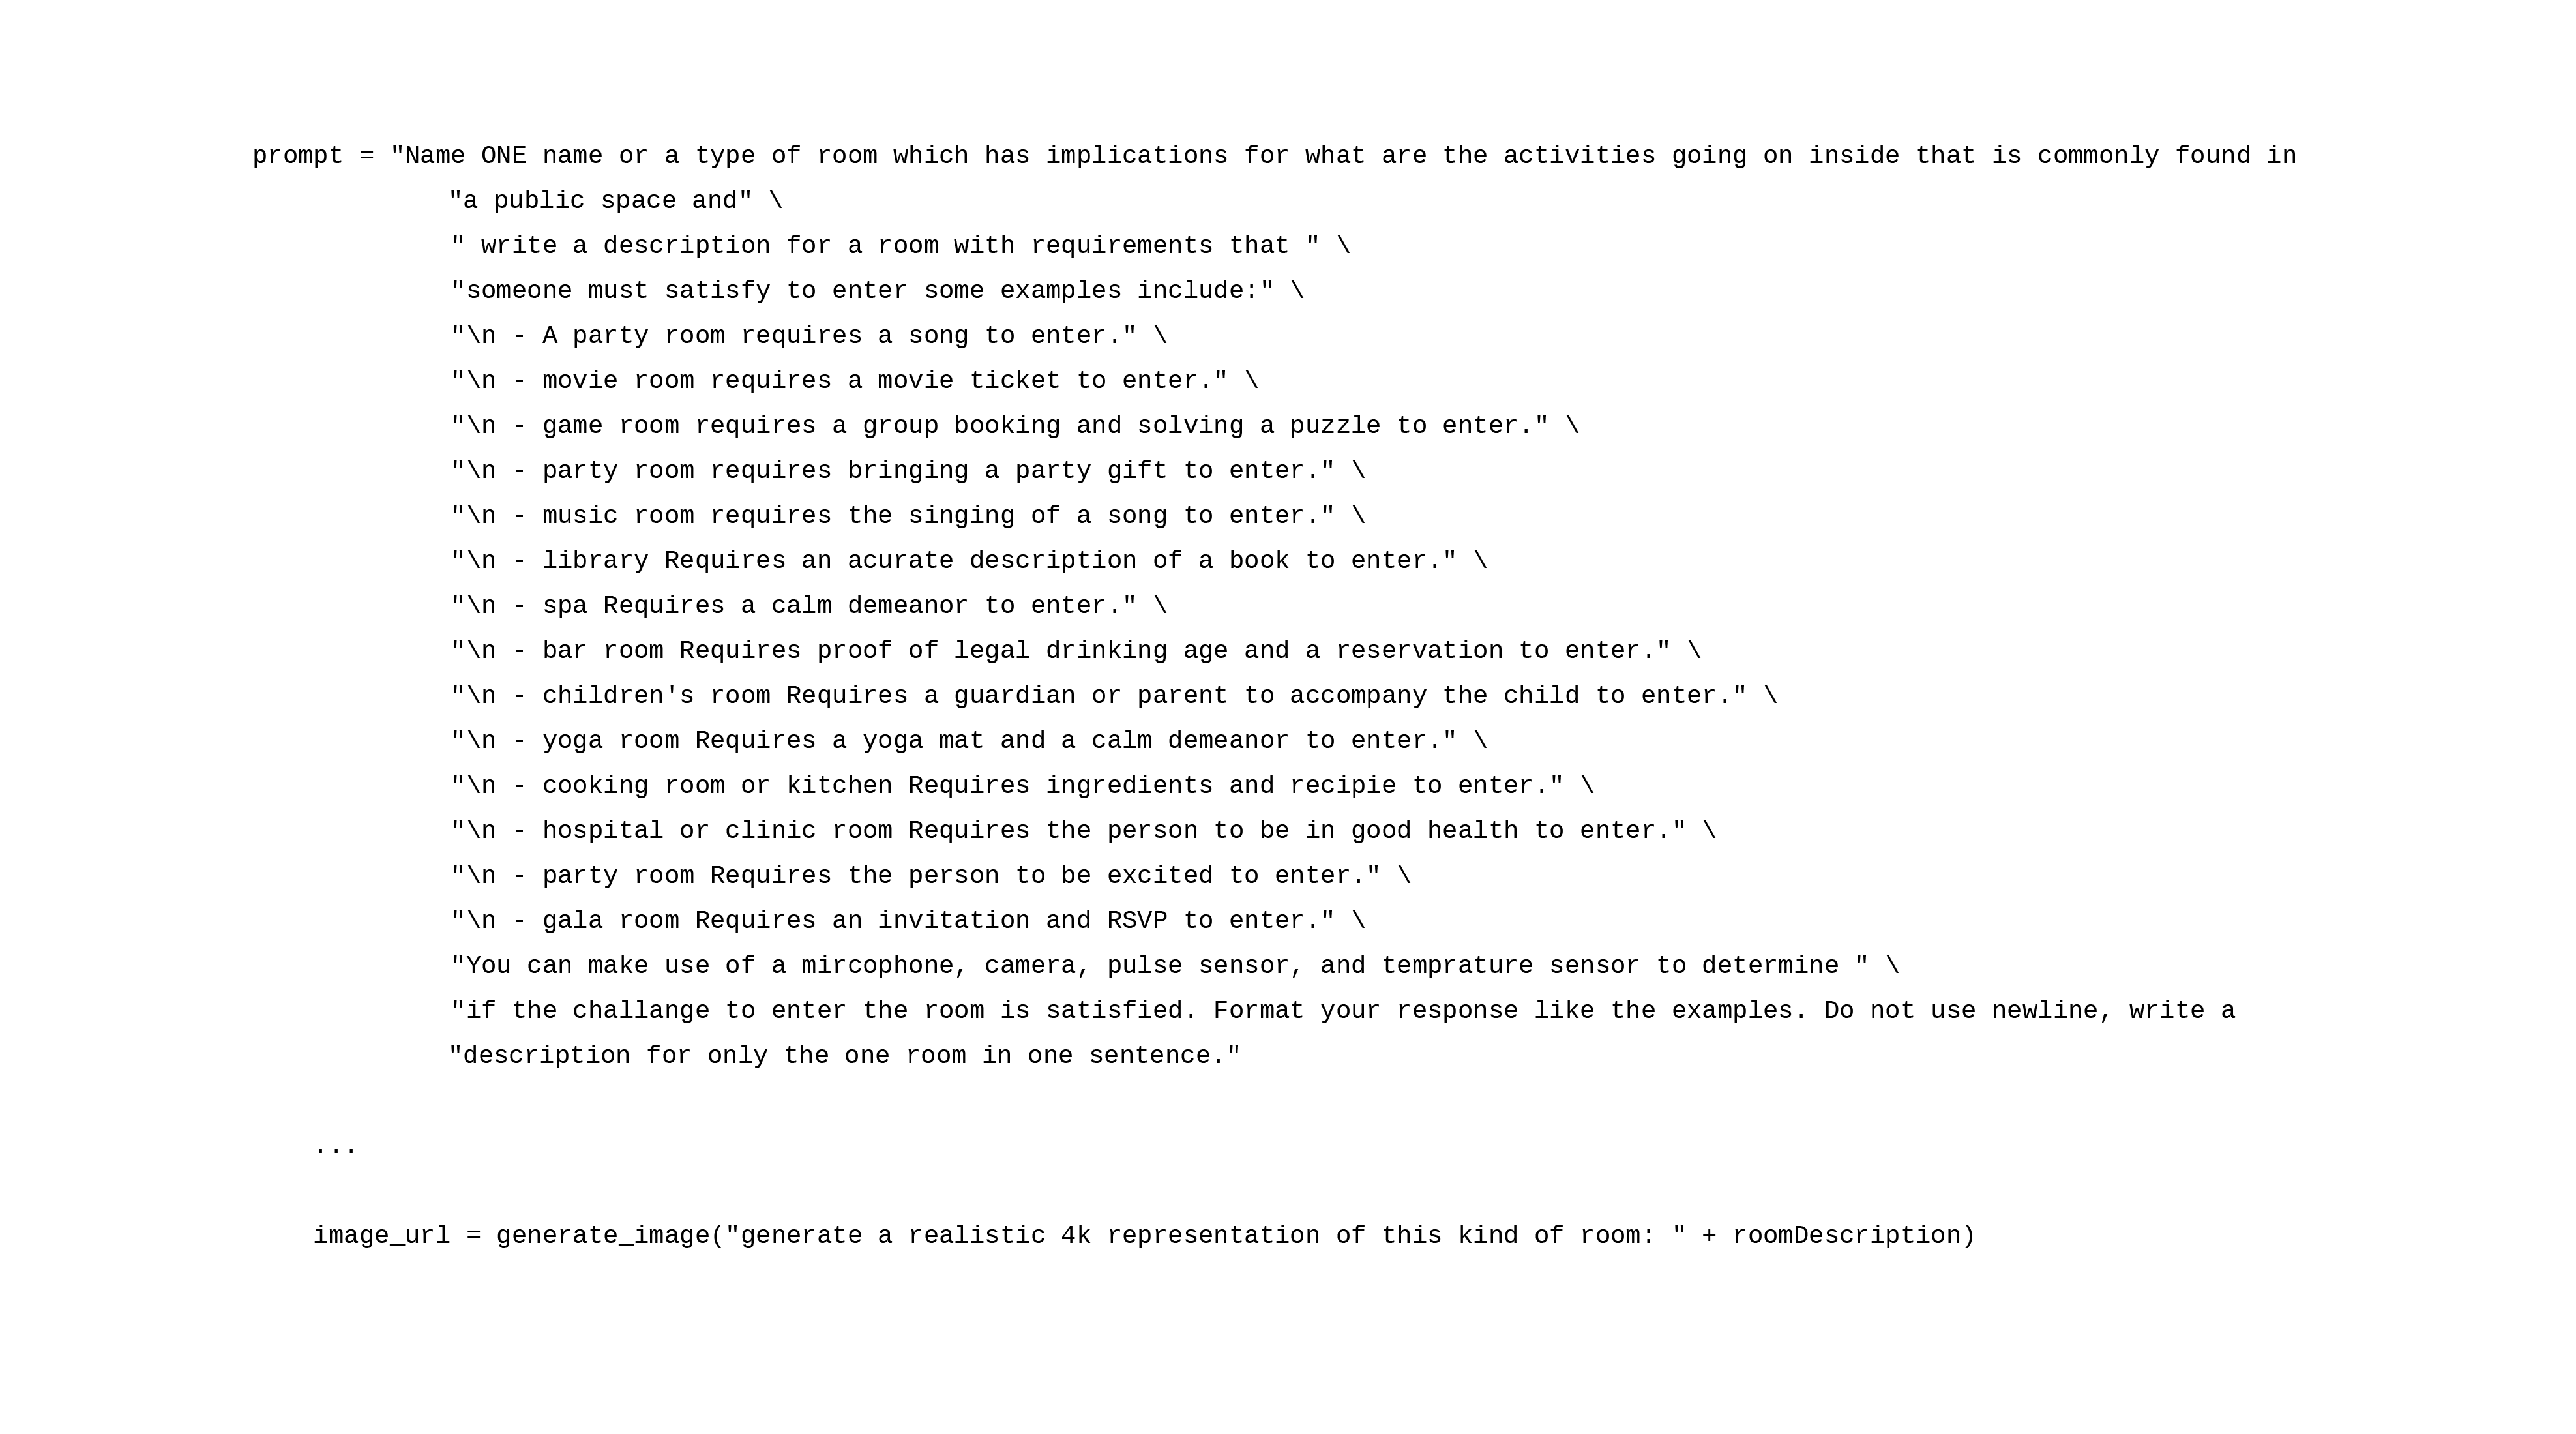 prompt = "Name ONE name or a type of room which has implications for what are the activities going on inside that is commonly found in
"a public space and" \
" write a description for a room with requirements that " \
"someone must satisfy to enter some examples include:" \
"\n - A party room requires a song to enter." \
"\n - movie room requires a movie ticket to enter." \
"\n - game room requires a group booking and solving a puzzle to enter." \
"\n - party room requires bringing a party gift to enter." \
"\n - music room requires the singing of a song to enter." \
"\n - library Requires an acurate description of a book to enter." \
"\n - spa Requires a calm demeanor to enter." \
"\n - bar room Requires proof of legal drinking age and a reservation to enter." \
"\n - children's room Requires a guardian or parent to accompany the child to enter." \
"\n - yoga room Requires a yoga mat and a calm demeanor to enter." \
"\n - cooking room or kitchen Requires ingredients and recipie to enter." \
"\n - hospital or clinic room Requires the person to be in good health to enter." \
"\n - party room Requires the person to be excited to enter." \
"\n - gala room Requires an invitation and RSVP to enter." \
"You can make use of a mircophone, camera, pulse sensor, and temprature sensor to determine " \
"if the challange to enter the room is satisfied. Format your response like the examples. Do not use newline, write a
"description for only the one room in one sentence."
...
image_url = generate_image("generate a realistic 4k representation of this kind of room: " + roomDescription)